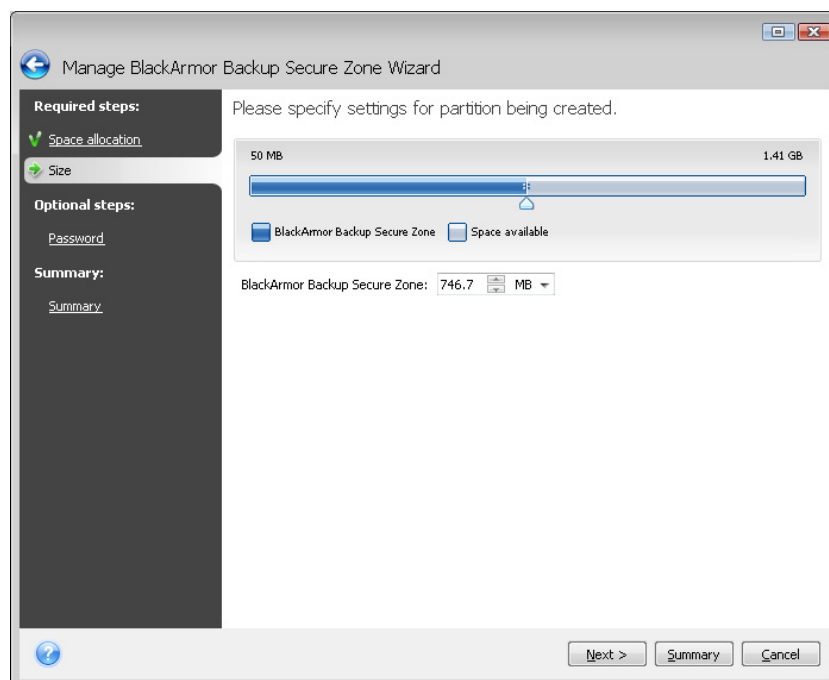 Manage BlackArmor Backup Secure Zone Wizard
Required steps:
Space allocation
Size
Optional steps:
Password
Summary:
Summary
Please specify settings for partition being created.
50 MB 1.41 GB
BlackArmor Backup Secure Zone Space available
BlackArmor Backup Secure Zone: 746.7 MB
?
Next > Summary Cancel